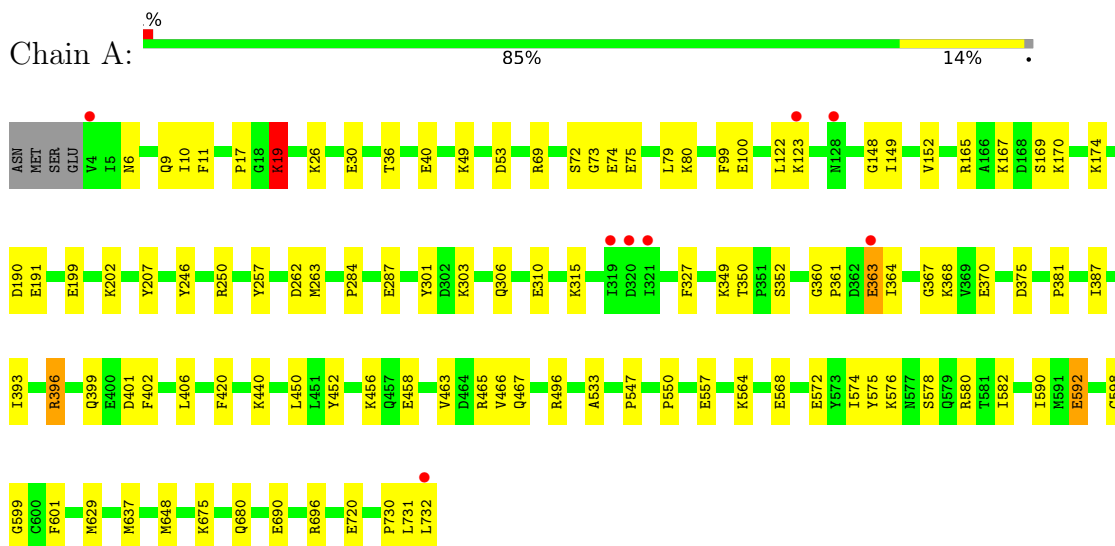 .%
Chain A:
85%
14%
•
ASN MET SER GLU V4 I5 N6 Q9 I10 F11 P17 G18 K19 K26 E30 T36 E40 K49 D53 R69 S72 G73 E74 E75 L79 K80 F99 E100 L122 K123 N128 G148 I149 V152 R165 A166 K167 D168 S169 K170 K174
D190 E191 E199 K202 Y207 Y246 R250 Y257 D262 M263 P284 E287 Y301 D302 K303 Q306 E310 K315 I319 D320 I321 F327 K349 T350 P351 S352 G360 P361 D362 E363 I364 G367 K368 V369 E370 D375 P381 I387
I393 R396 Q399 E400 D401 F402 L406 F420 K440 L450 L451 Y452 K456 Q457 E458 V463 D464 R465 V466 Q467 R496 A533 P547 P550 E557 K564 E568 E572 Y573 I574 Y575 K576 N577 S578 Q579 R580 T581 I582 I590 M591 E592 G598
G599 C600 F601 M629 M637 M648 K675 Q680 E690 R696 E720 P730 L731 L732